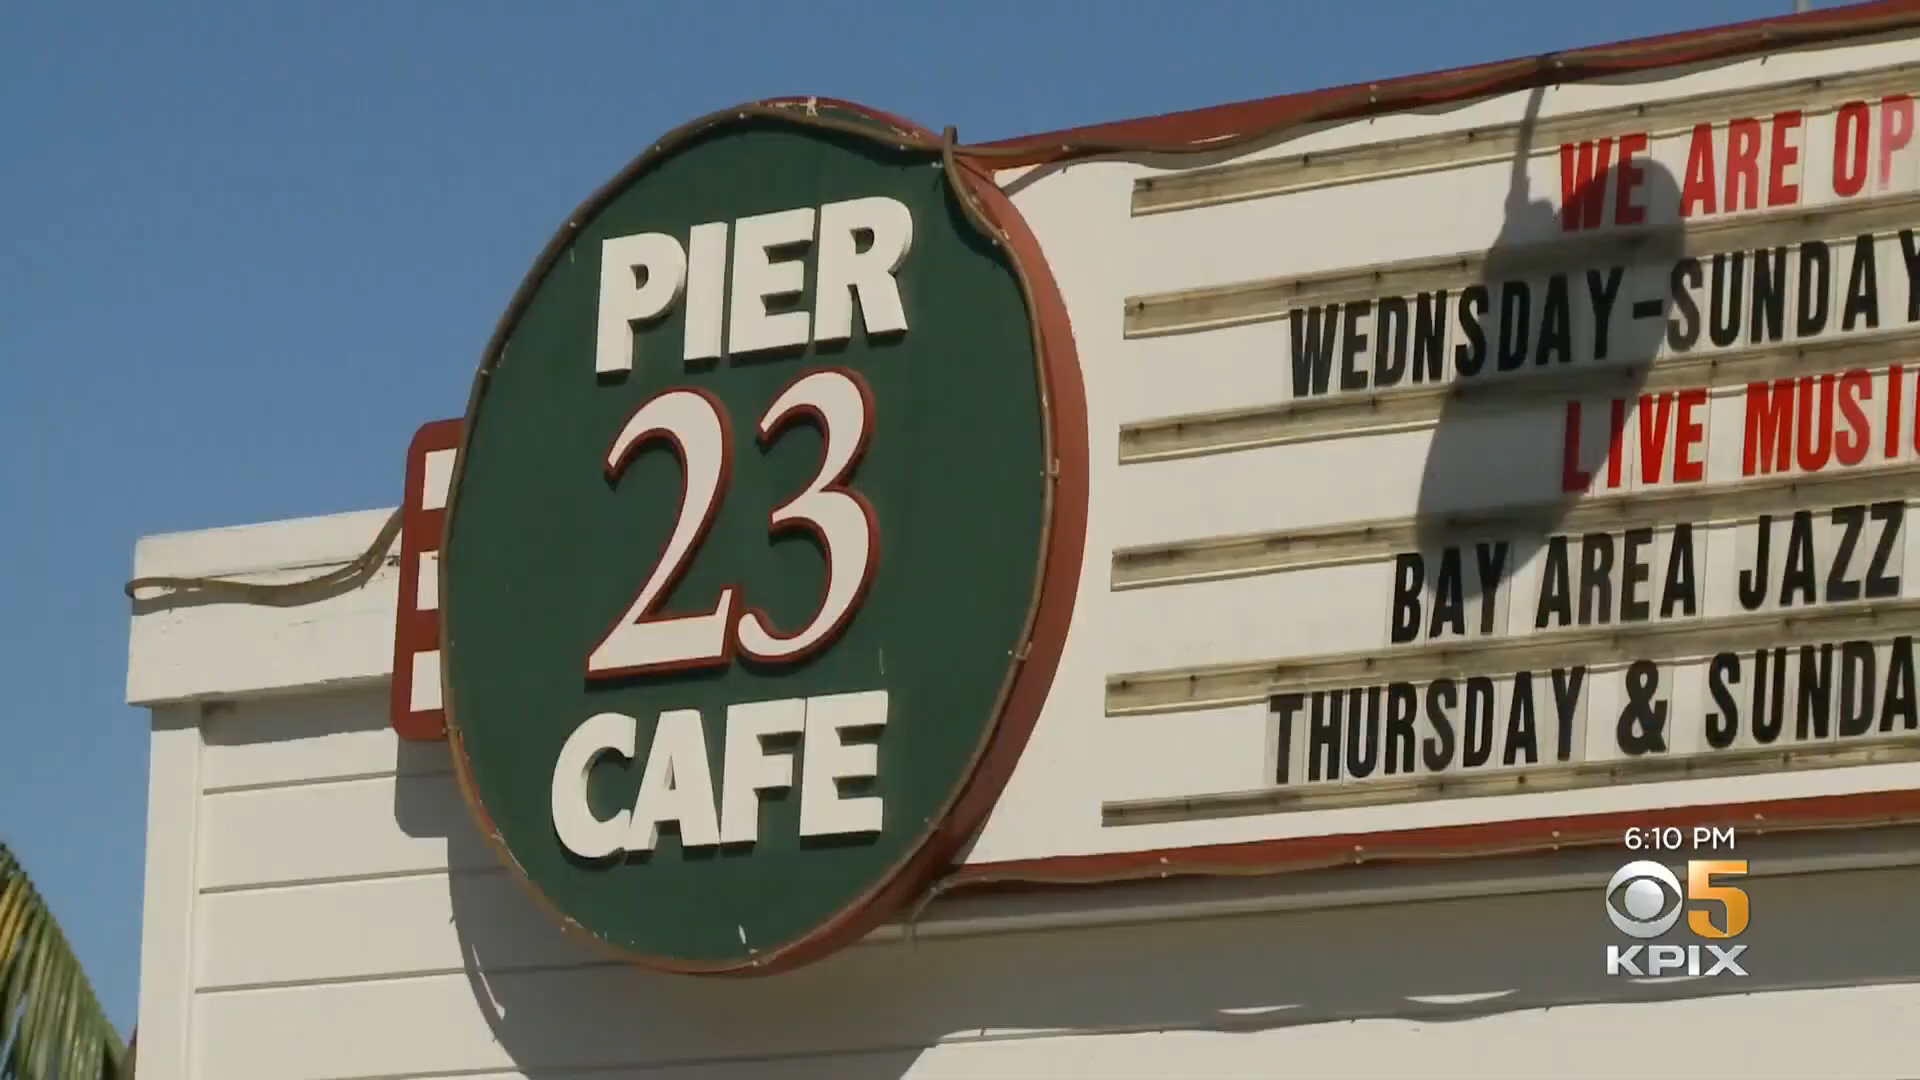 PIER
23
CAFE
WE ARE OP
WEDNSDAY-SUNDAY
LIVE MUSI
BAY AREA JAZZ
THURSDAY & SUNDA
6:10 PM
5
KPIX